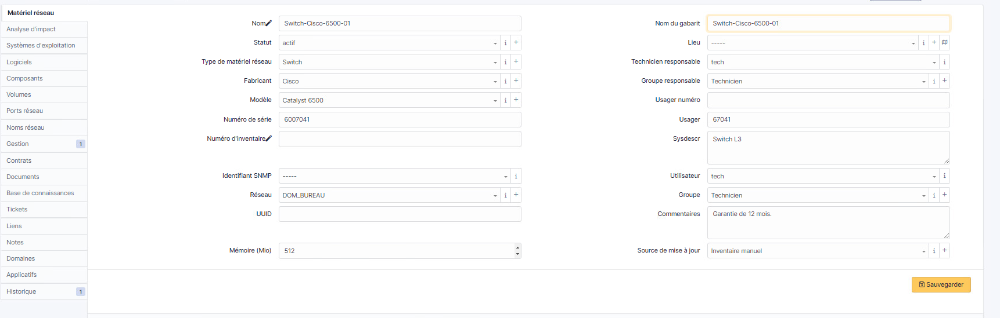 Matériel réseau
Analyse d'impact
Systèmes d'exploitation
Logiciels
Composants
Volumes
Ports réseau
Noms réseau
Gestion 1
Contrats
Documents
Base de connaissances
Tickets
Liens
Notes
Domaines
Applicatifs
Historique 1
Nom Switch-Cisco-6500-01
Statut actif i +
Type de matériel réseau Switch i +
Fabricant Cisco i +
Modèle Catalyst 6500 i +
Numéro de série 6007041
Numéro d'inventaire
Identifiant SNMP ----- i
Réseau DOM_BUREAU i +
UUID
Mémoire (Mio) 512
Nom du gabarit Switch-Cisco-6500-01
Lieu ----- i +
Technicien responsable tech i
Groupe responsable Technicien i +
Usager numéro
Usager 67041
Sysdescr Switch L3
Utilisateur tech i
Groupe Technicien i +
Commentaires Garantie de 12 mois.
Source de mise à jour Inventaire manuel i +
Sauvegarder